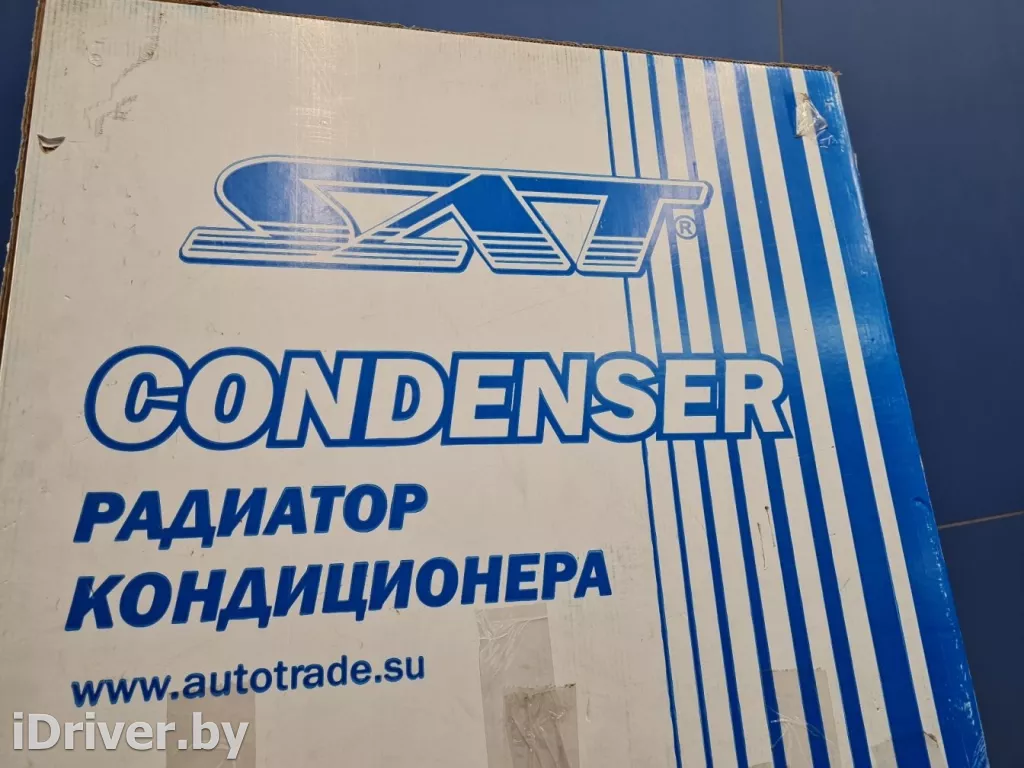 SAT®
CONDENSER
РАДИАТОР
КОНДИЦИОНЕРА
www.autotrade.su
iDriver.by